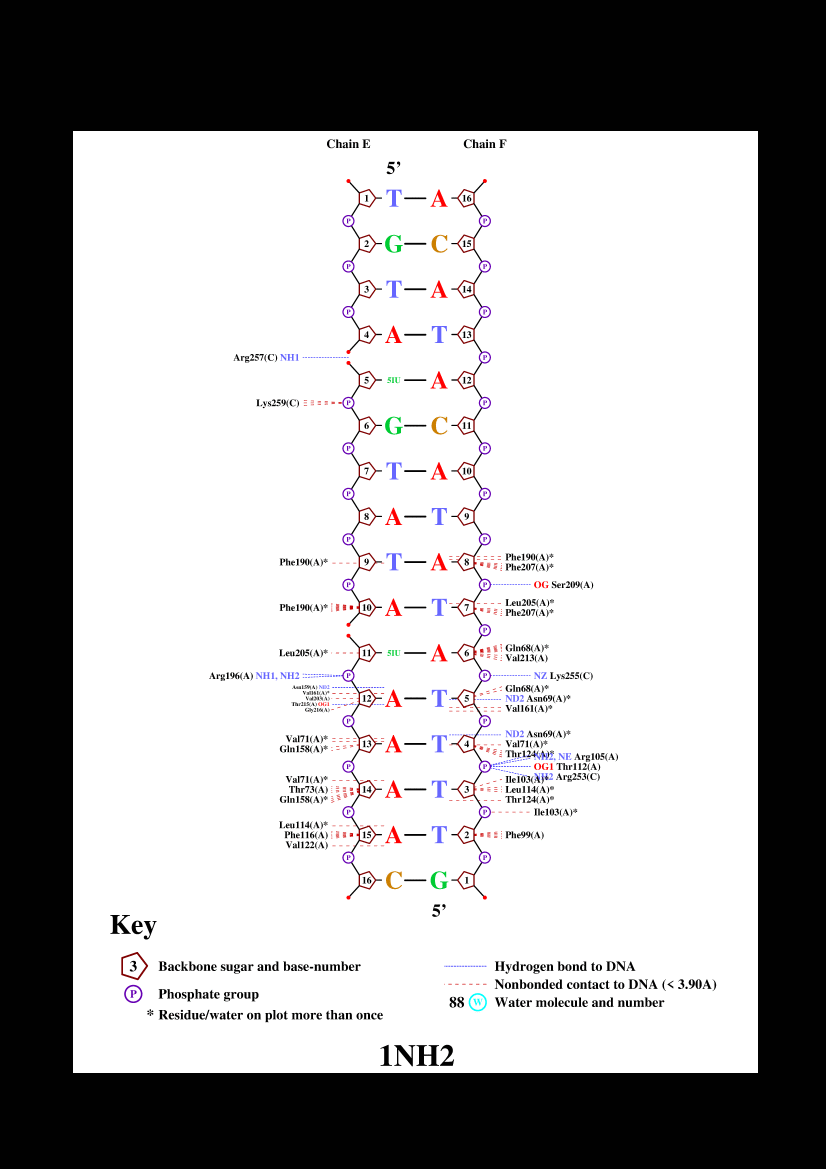 Chain E Chain F
5’
1 T A 16
P P
2 G C 15
P P
3 T A 14
P P
4 A T 13
Arg257(C) NH1 P
5 5IU A 12
Lys259(C) P P
6 G C 11
P P
7 T A 10
P P
8 A T 9
P P
Phe190(A)* 9 T A 8 Phe190(A)*
Phe207(A)*
P P OG Ser209(A)
Phe190(A)* 10 A T 7 Leu205(A)*
Phe207(A)*
P
Leu205(A)* 11 5IU A 6 Gln68(A)*
Val213(A)
Arg196(A) NH1, NH2 P P NZ Lys255(C)
Asn159(A) ND2 Gln68(A)*
Val161(A)*
Val203(A) 12 A T 5 ND2 Asn69(A)*
Thr215(A) OG1
Gly216(A) Val161(A)*
P P
ND2 Asn69(A)*
Val71(A)* 13 A T 4 Val71(A)*
Gln158(A)* Thr124(A)*
NH2, NE Arg105(A)
P P OG1 Thr112(A)
NH2 Arg253(C)
Val71(A)* Ile103(A)*
Thr73(A) 14 A T 3 Leu114(A)*
Gln158(A)* Thr124(A)*
P P Ile103(A)*
Leu114(A)*
Phe116(A) 15 A T 2 Phe99(A)
Val122(A)
P P
16 C G 1
5’
Key
3 Backbone sugar and base-number Hydrogen bond to DNA
Nonbonded contact to DNA (< 3.90A)
P Phosphate group 88 W Water molecule and number
* Residue/water on plot more than once
1NH2